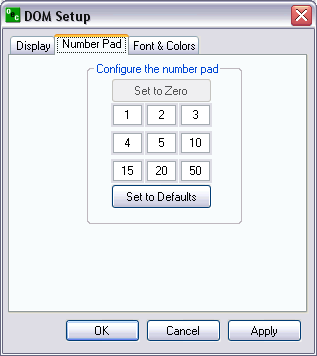 DOM Setup
Display Number Pad Font & Colors
Configure the number pad
Set to Zero
1 2 3
4 5 10
15 20 50
Set to Defaults
OK Cancel Apply